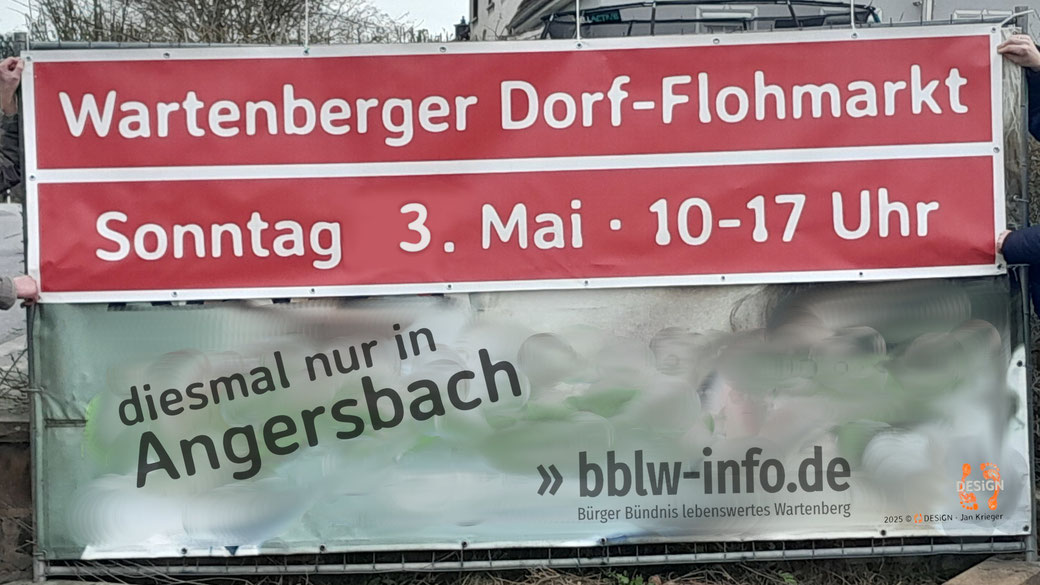 Wartenberger Dorf-Flohmarkt
Sonntag 3. Mai · 10-17 Uhr
diesmal nur in
Angersbach
» bblw-info.de
Bürger Bündnis lebenswertes Wartenberg
DESiGN
2025 © DESiGN - Jan Krieger